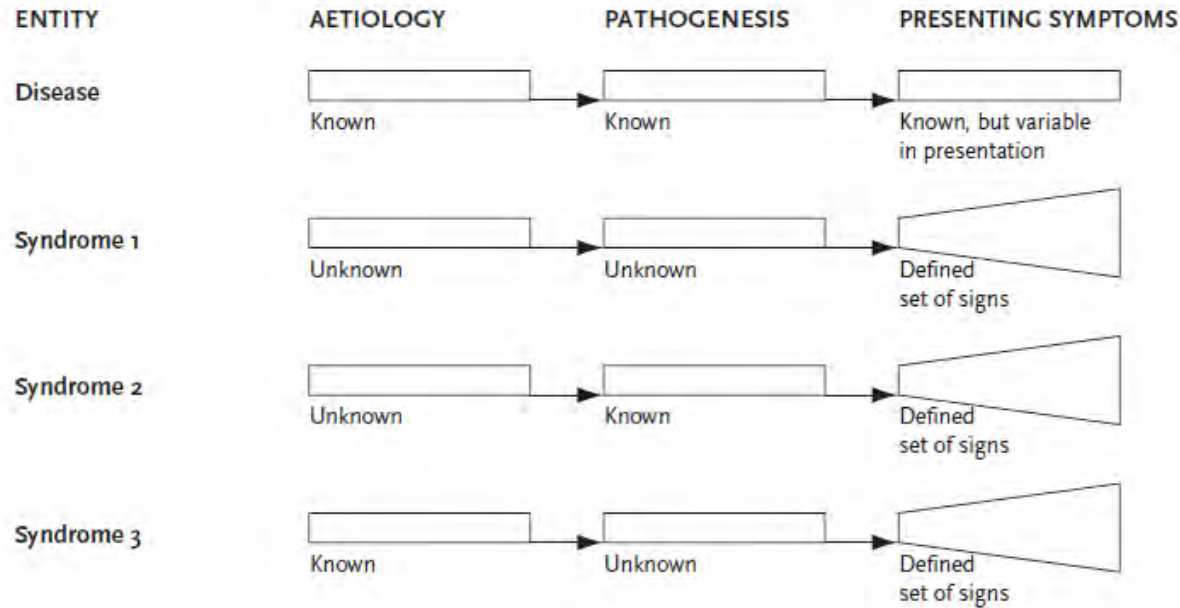 ENTITY AETIOLOGY PATHOGENESIS PRESENTING SYMPTOMS
Disease
Known Known Known, but variable
in presentation
Syndrome 1
Unknown Unknown Defined
set of signs
Syndrome 2
Unknown Known Defined
set of signs
Syndrome 3
Known Unknown Defined
set of signs